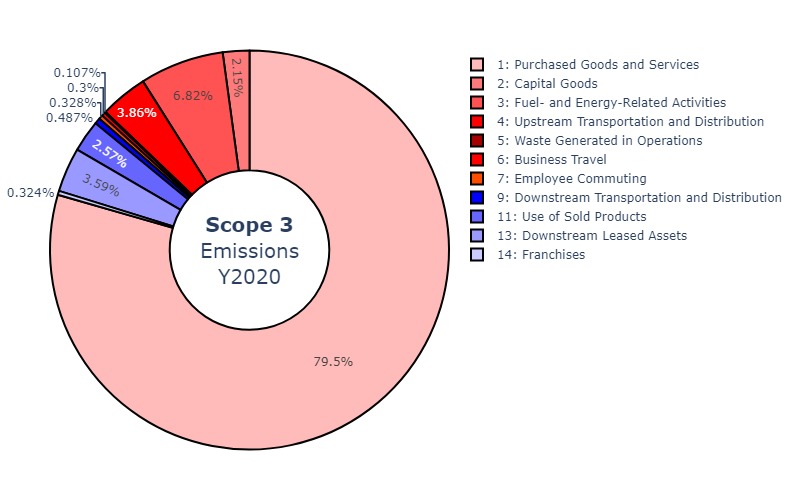 0.107%
0.3%
0.328%
0.487%
0.324%
3.59%
2.57%
3.86%
6.82%
2.15%
79.5%
Scope 3
Emissions
Y2020
1: Purchased Goods and Services
2: Capital Goods
3: Fuel- and Energy-Related Activities
4: Upstream Transportation and Distribution
5: Waste Generated in Operations
6: Business Travel
7: Employee Commuting
9: Downstream Transportation and Distribution
11: Use of Sold Products
13: Downstream Leased Assets
14: Franchises